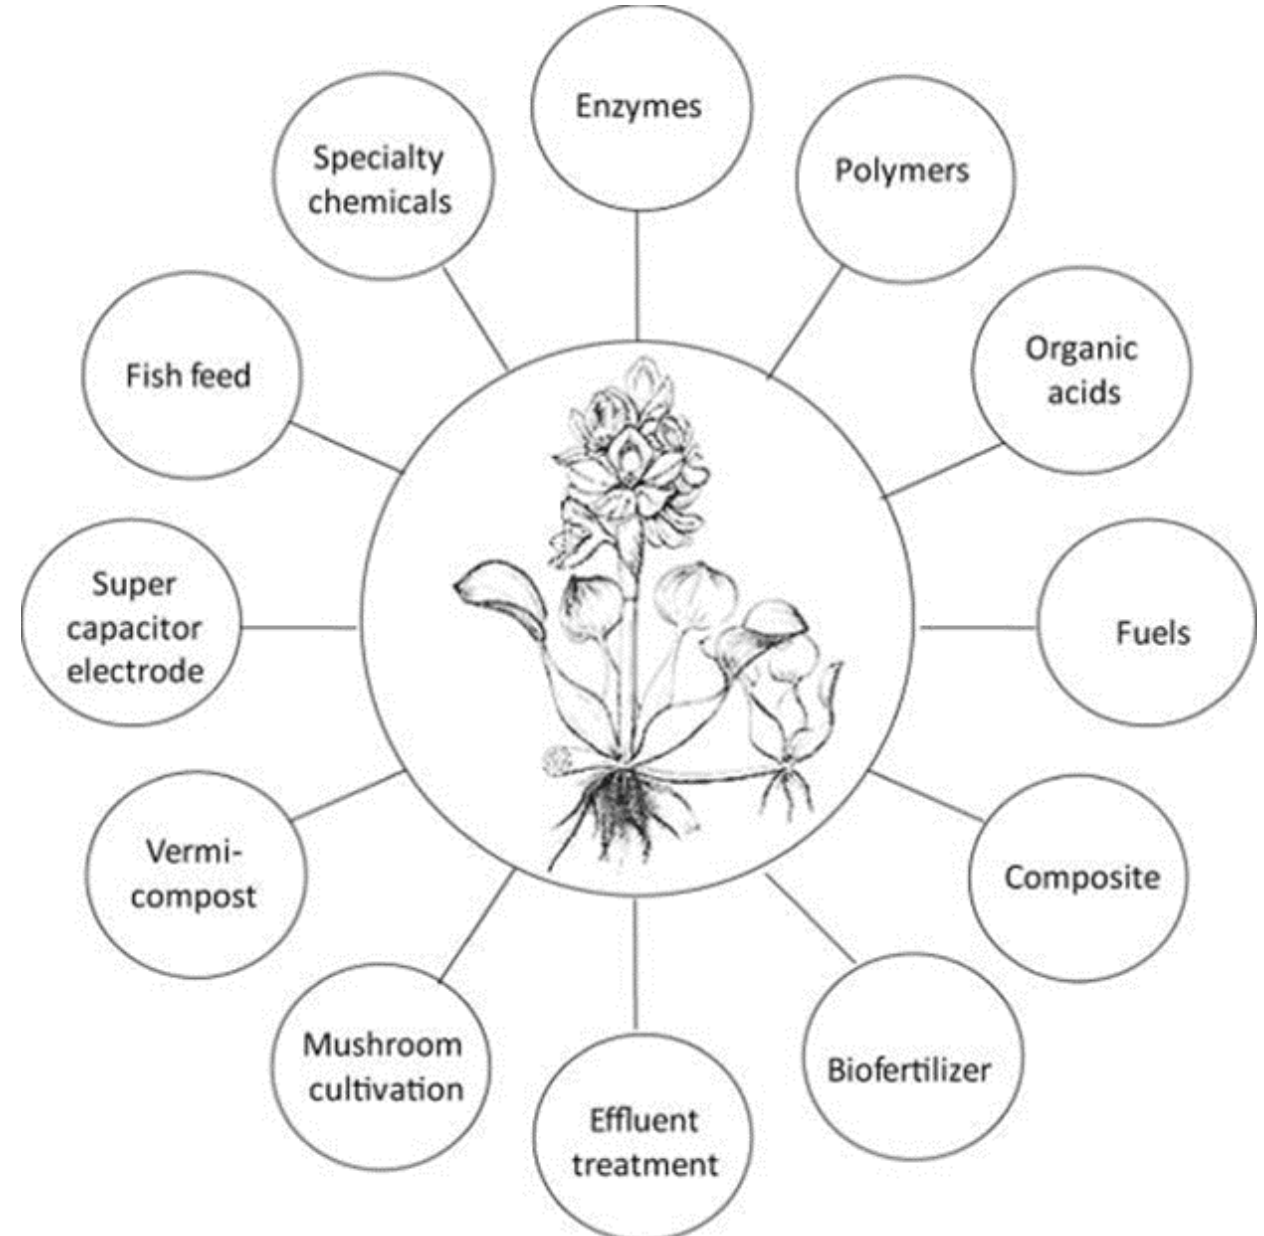 Enzymes
Polymers
Organic
acids
Fuels
Composite
Biofertilizer
Effluent
treatment
Mushroom
cultivation
Vermi-
compost
Super
capacitor
electrode
Fish feed
Specialty
chemicals